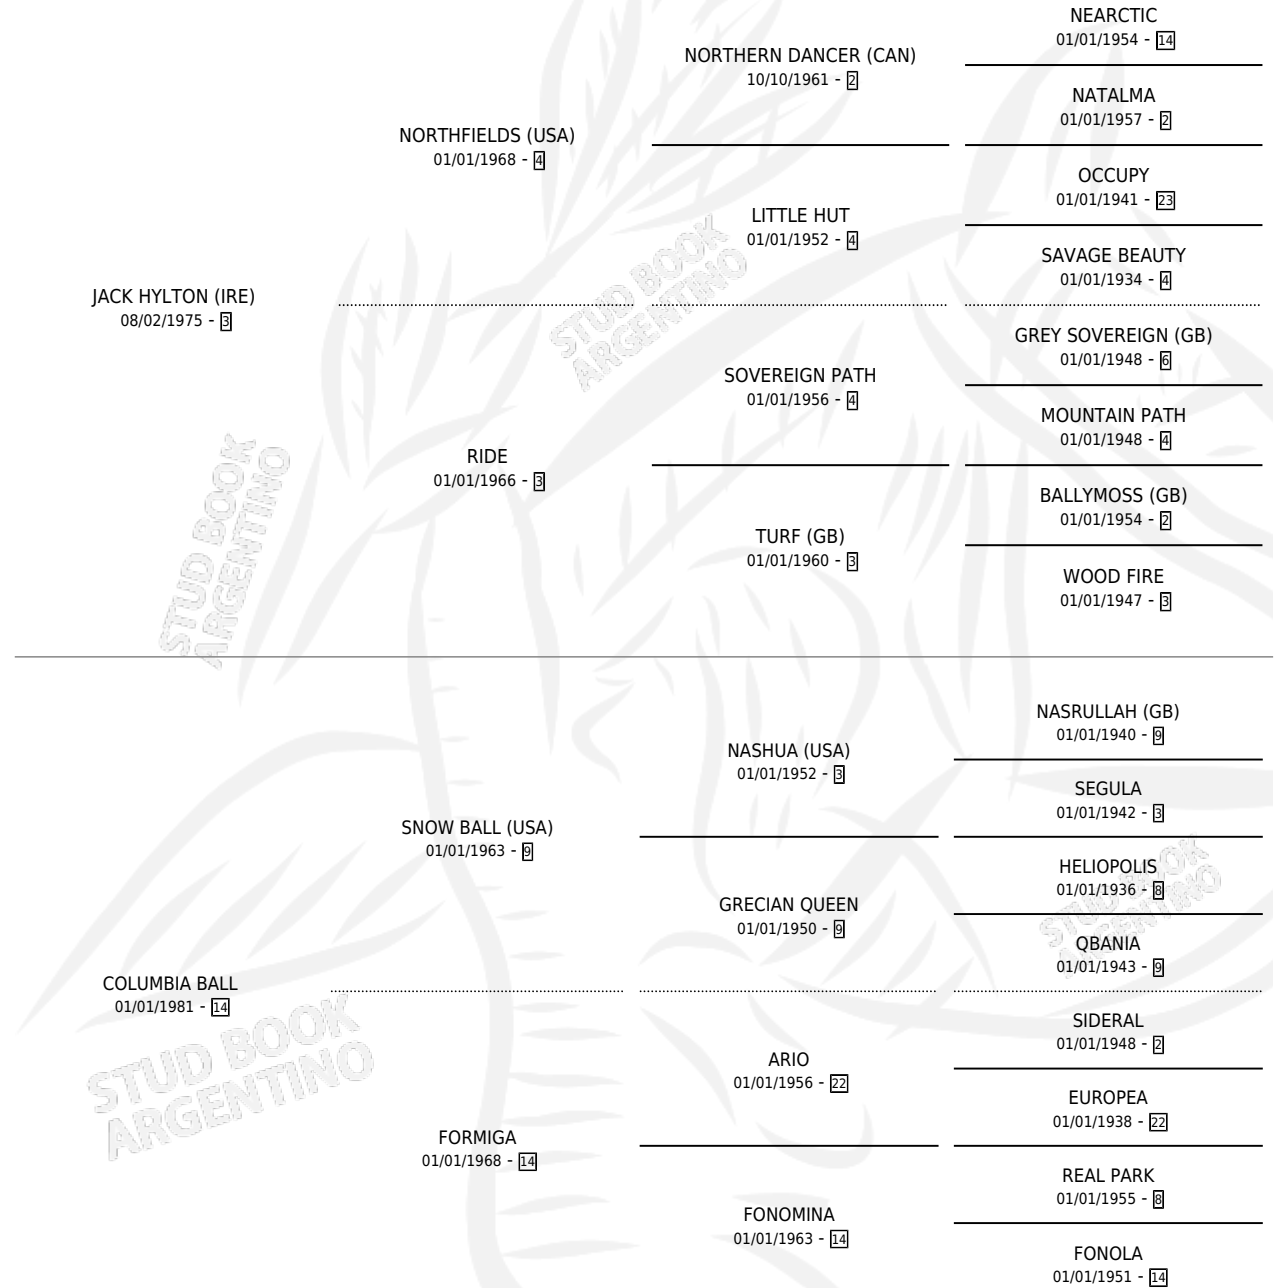 NEARCTIC
01/01/1954 - 14
NORTHERN DANCER (CAN)
10/10/1961 - 2
NATALMA
01/01/1957 - 2
NORTHFIELDS (USA)
01/01/1968 - 4
OCCUPY
01/01/1941 - 23
LITTLE HUT
01/01/1952 - 4
SAVAGE BEAUTY
01/01/1934 - 4
JACK HYLTON (IRE)
08/02/1975 - 3
GREY SOVEREIGN (GB)
01/01/1948 - 6
SOVEREIGN PATH
01/01/1956 - 4
MOUNTAIN PATH
01/01/1948 - 4
RIDE
01/01/1966 - 3
BALLYMOSS (GB)
01/01/1954 - 2
TURF (GB)
01/01/1960 - 3
WOOD FIRE
01/01/1947 - 3
NASRULLAH (GB)
01/01/1940 - 9
NASHUA (USA)
01/01/1952 - 3
SEGULA
01/01/1942 - 3
SNOW BALL (USA)
01/01/1963 - 9
HELIOPOLIS
01/01/1936 - 8
GRECIAN QUEEN
01/01/1950 - 9
QBANIA
01/01/1943 - 9
COLUMBIA BALL
01/01/1981 - 14
SIDERAL
01/01/1948 - 2
ARIO
01/01/1956 - 22
EUROPEA
01/01/1938 - 22
FORMIGA
01/01/1968 - 14
REAL PARK
01/01/1955 - 8
FONOMINA
01/01/1963 - 14
FONOLA
01/01/1951 - 14
STUD BOOK
ARGENTINO
STUD BOOK
ARGENTINO
STUD BOOK
ARGENTINO
STUD BOOK
ARGENTINO